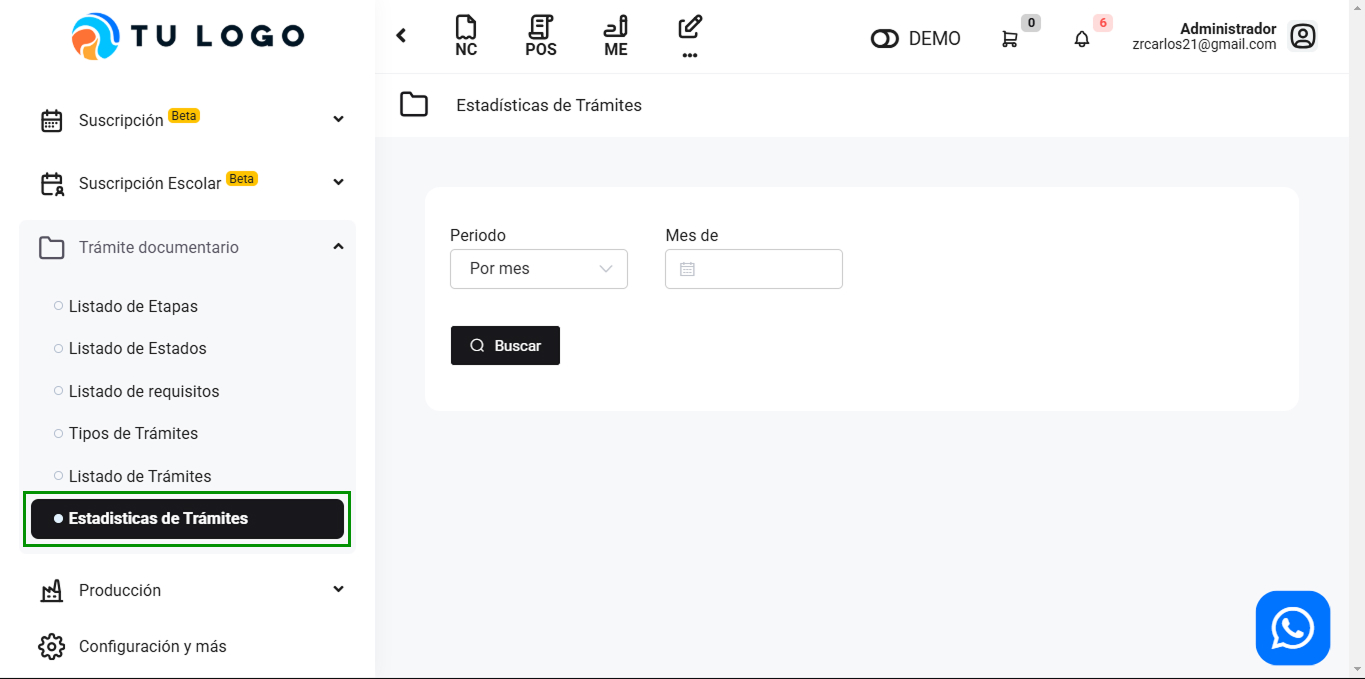 TU LOGO
NC
POS
ME
...
DEMO
0
6
Administrador
zrcarlos21@gmail.com
Suscripción Beta
Suscripción Escolar Beta
Trámite documentario
Listado de Etapas
Listado de Estados
Listado de requisitos
Tipos de Trámites
Listado de Trámites
Estadisticas de Trámites
Producción
Configuración y más
Estadísticas de Trámites
Periodo
Mes de
Por mes
Buscar